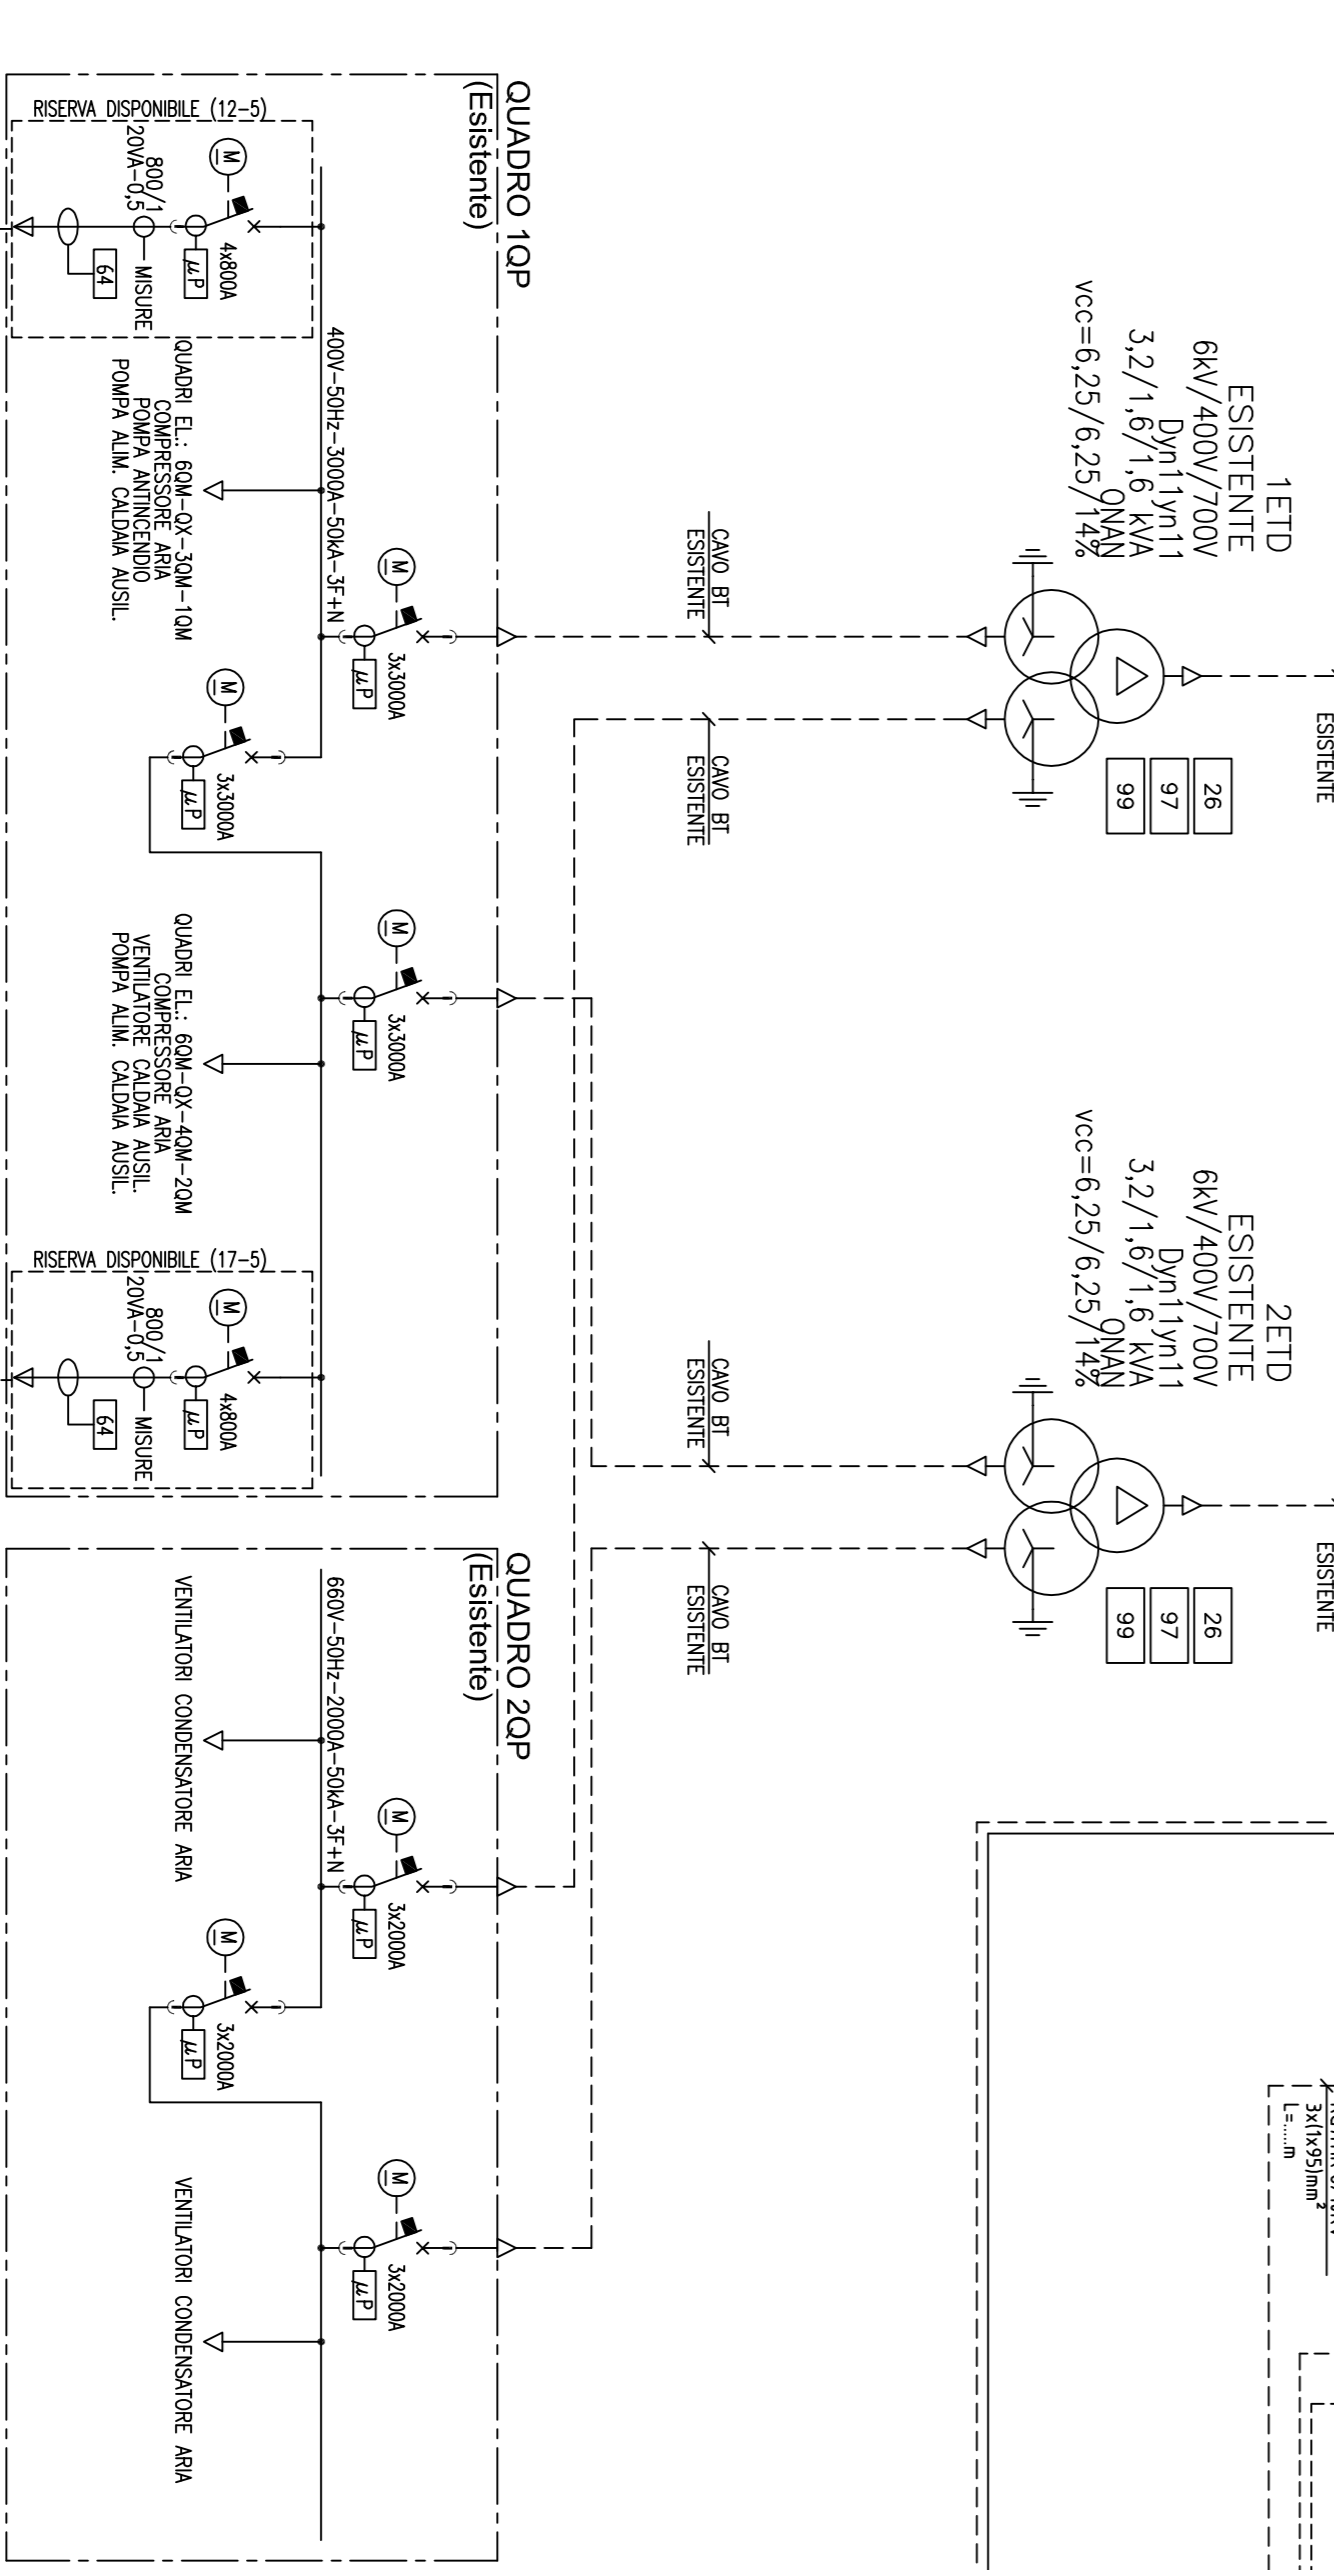 1ETD
ESISTENTE
6kV/400V/700V
Dyn11yn11
3,2/1,6/1,6 kVA
ONAN
vcc=6,25/6,25/14%
26
97
99
ESISTENTE
2ETD
ESISTENTE
6kV/400V/700V
Dyn11yn11
3,2/1,6/1,6 kVA
ONAN
vcc=6,25/6,25/14%
26
97
99
ESISTENTE
CAVO BT
ESISTENTE
CAVO BT
ESISTENTE
CAVO BT
ESISTENTE
CAVO BT
ESISTENTE
3x(1x95)mm²
L=.....m
QUADRO 1QP
(Esistente)
400V-50Hz-3000A-50kA-3F+N
M
3x3000A
μP
M
3x3000A
μP
M
3x3000A
μP
RISERVA DISPONIBILE (12-5)
M
4x800A
μP
800/1
20VA-0,5
MISURE
64
QUADRI EL.: 6QM-QX-3QM-1QM
COMPRESSORE ARIA
POMPA ANTINCENDIO
POMPA ALIM. CALDAIA AUSIL.
QUADRI EL.: 6QM-QX-4QM-2QM
COMPRESSORE ARIA
VENTILATORE CALDAIA AUSIL.
POMPA ALIM. CALDAIA AUSIL.
RISERVA DISPONIBILE (17-5)
M
4x800A
μP
800/1
20VA-0,5
MISURE
64
QUADRO 2QP
(Esistente)
660V-50Hz-2000A-50kA-3F+N
M
3x2000A
μP
M
3x2000A
μP
M
3x2000A
μP
VENTILATORI CONDENSATORE ARIA
VENTILATORI CONDENSATORE ARIA